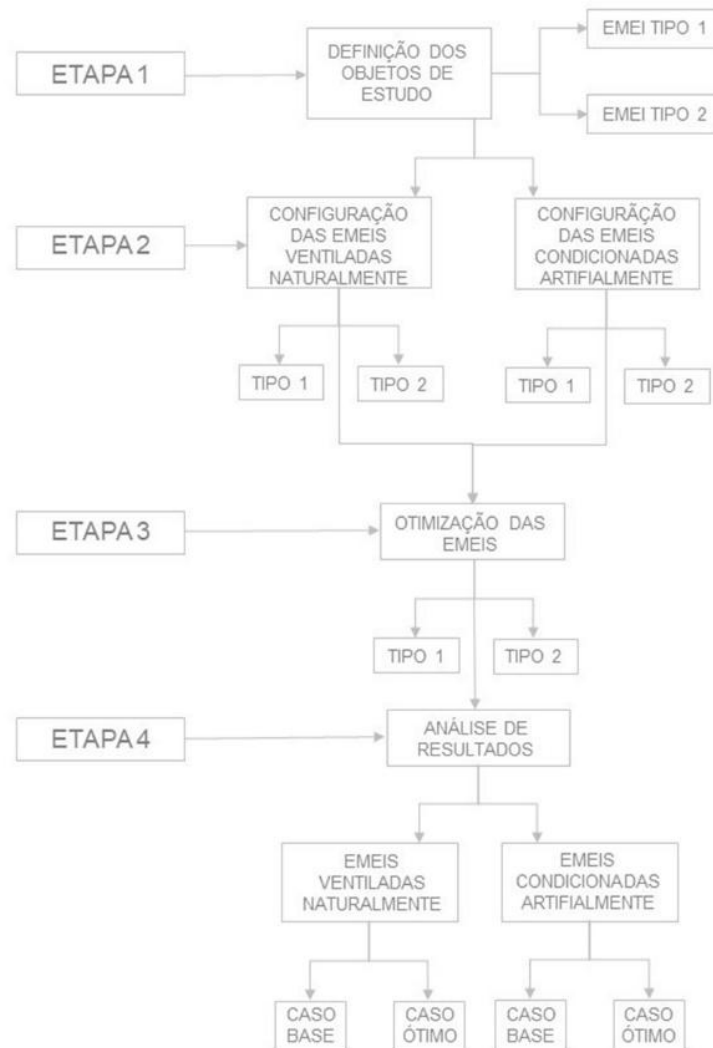 ETAPA 1
DEFINIÇÃO DOS
OBJETOS DE
ESTUDO
EMEI TIPO 1
EMEI TIPO 2
ETAPA 2
CONFIGURAÇÃO
DAS EMEIS
VENTILADAS
NATURALMENTE
CONFIGURÃÇÃO
DAS EMEIS
CONDICIONADAS
ARTIFIALMENTE
TIPO 1
TIPO 2
TIPO 1
TIPO 2
ETAPA 3
OTIMIZAÇÃO DAS
EMEIS
TIPO 1
TIPO 2
ETAPA 4
ANÁLISE DE
RESULTADOS
EMEIS
VENTILADAS
NATURALMENTE
EMEIS
CONDICIONADAS
ARTIFIALMENTE
CASO
BASE
CASO
ÓTIMO
CASO
BASE
CASO
ÓTIMO